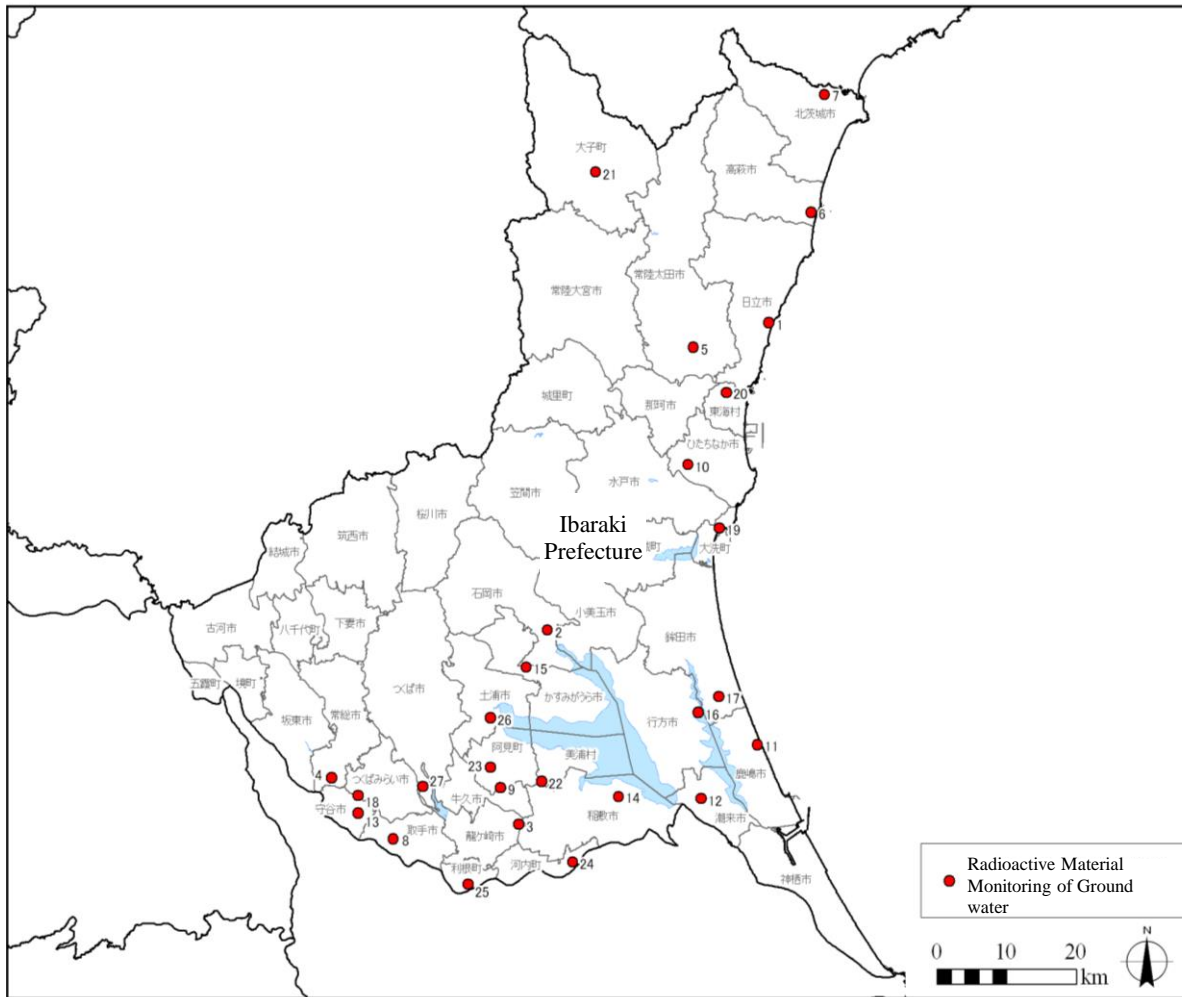 7
北茨城市
大子町
21
高萩市
6
常陸太田市
常陸大宮市
日立市
1
5
城里町
那珂市
20
東海村
ひたちなか市
10
水戸市
笠間市
桜川市
筑西市
結城市
Ibaraki
Prefecture
19
大洗町
石岡市
小美玉市
古河市
八千代町
下妻市
2
鉾田市
15
五霞町
境町
つくば市
土浦市
かすみがうら市
17
坂東市
常総市
26
行方市
16
阿見町
美浦村
11
23
4
つくばみらい市
27
22
鹿嶋市
牛久市
9
14
12
18
守谷市
13
稲敷市
潮来市
8
取手市
龍ケ崎市
3
利根町
河内町
24
25
神栖市
Radioactive Material
Monitoring of Ground
water
N
0 10 20
km